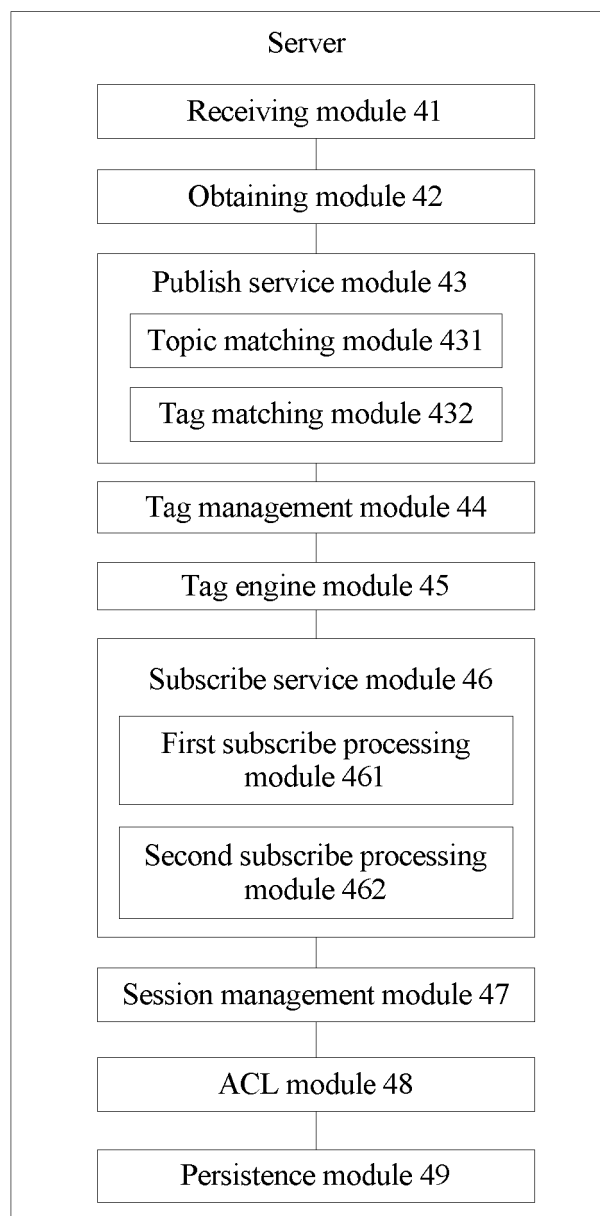 Server
Receiving module 41
Obtaining module 42
Publish service module 43
Topic matching module 431
Tag matching module 432
Tag management module 44
Tag engine module 45
Subscribe service module 46
First subscribe processing
module 461
Second subscribe processing
module 462
Session management module 47
ACL module 48
Persistence module 49